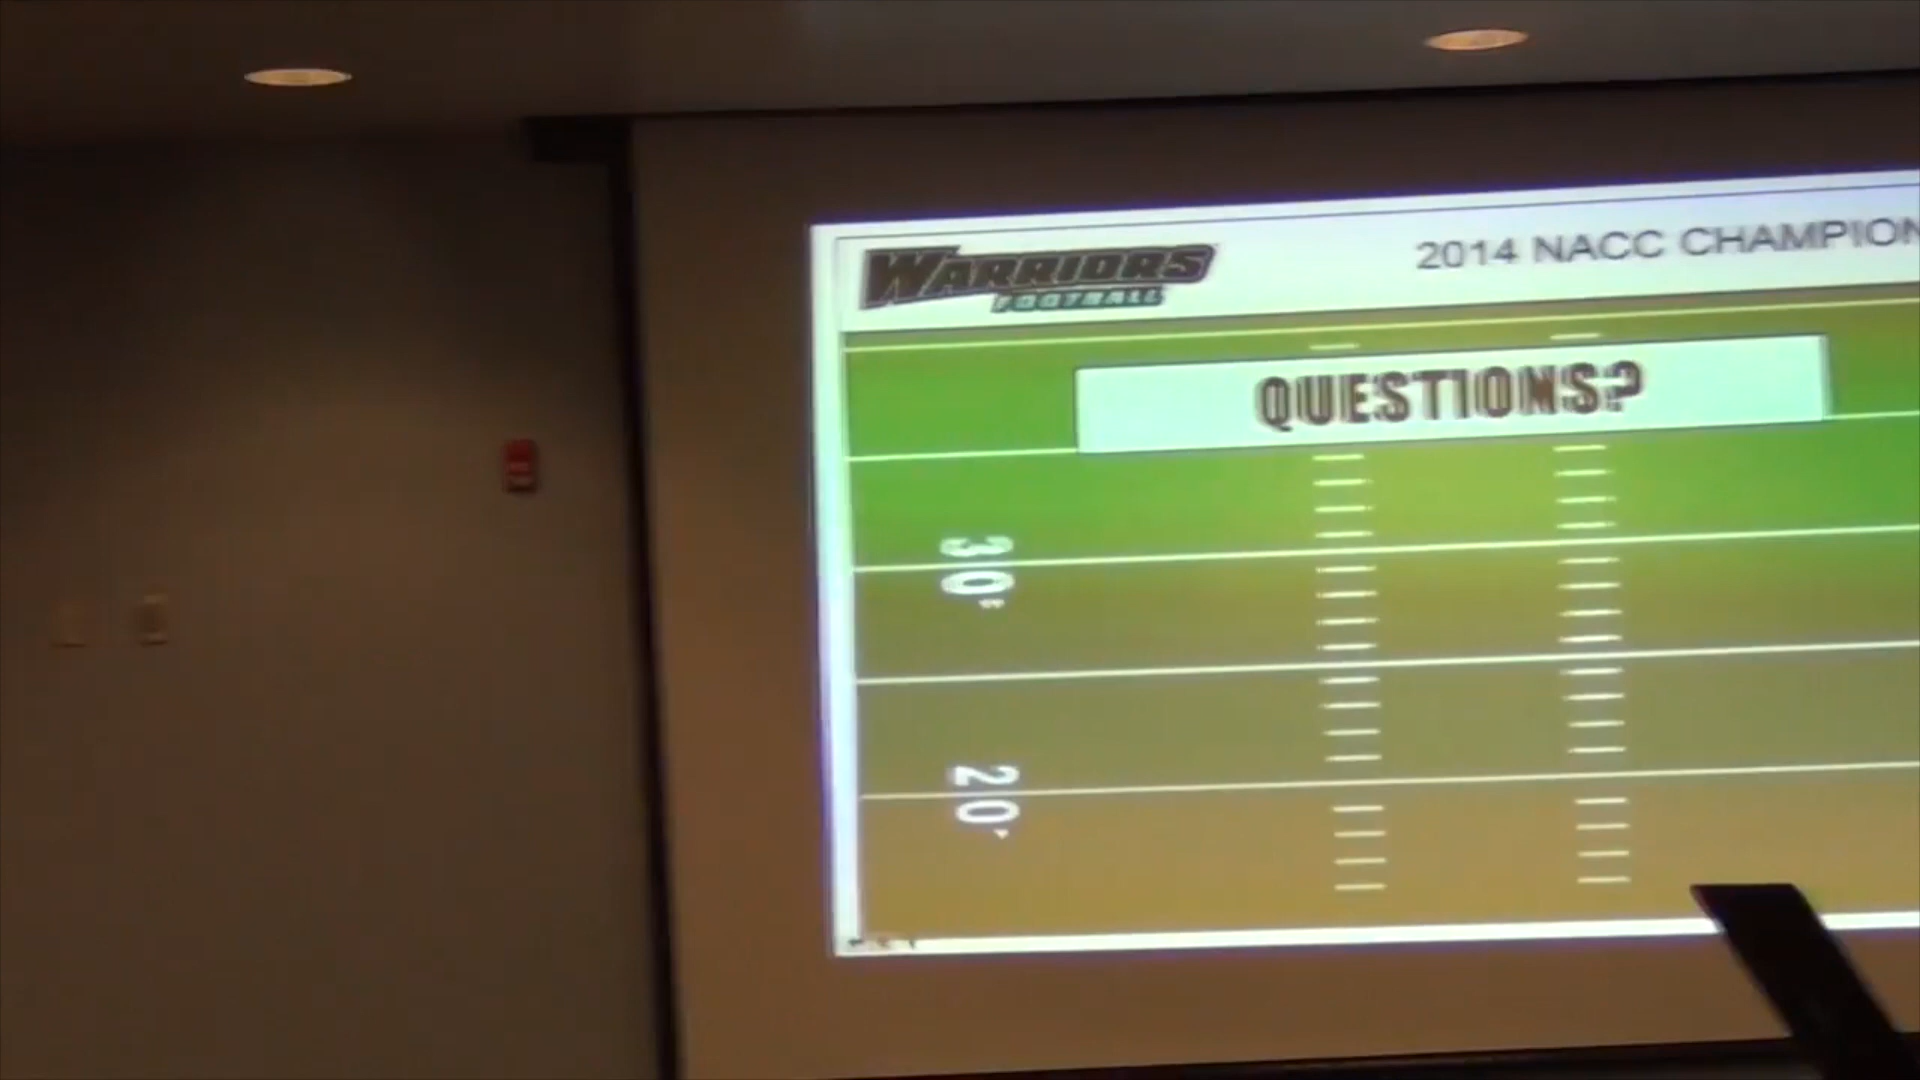 WARRIORS
FOOTBALL
2014 NACC CHAMPION
QUESTIONS?
30
20